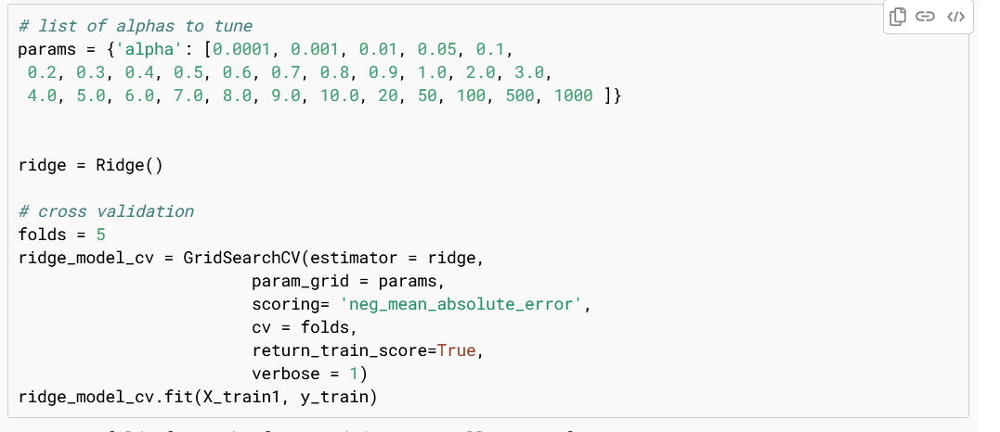 # list of alphas to tune
params = {'alpha': [0.0001, 0.001, 0.01, 0.05, 0.1,
 0.2, 0.3, 0.4, 0.5, 0.6, 0.7, 0.8, 0.9, 1.0, 2.0, 3.0,
 4.0, 5.0, 6.0, 7.0, 8.0, 9.0, 10.0, 20, 50, 100, 500, 1000 ]}
ridge = Ridge()
# cross validation
folds = 5
ridge_model_cv = GridSearchCV(estimator = ridge,
                        param_grid = params,
                        scoring= 'neg_mean_absolute_error',
                        cv = folds,
                        return_train_score=True,
                        verbose = 1)
ridge_model_cv.fit(X_train1, y_train)